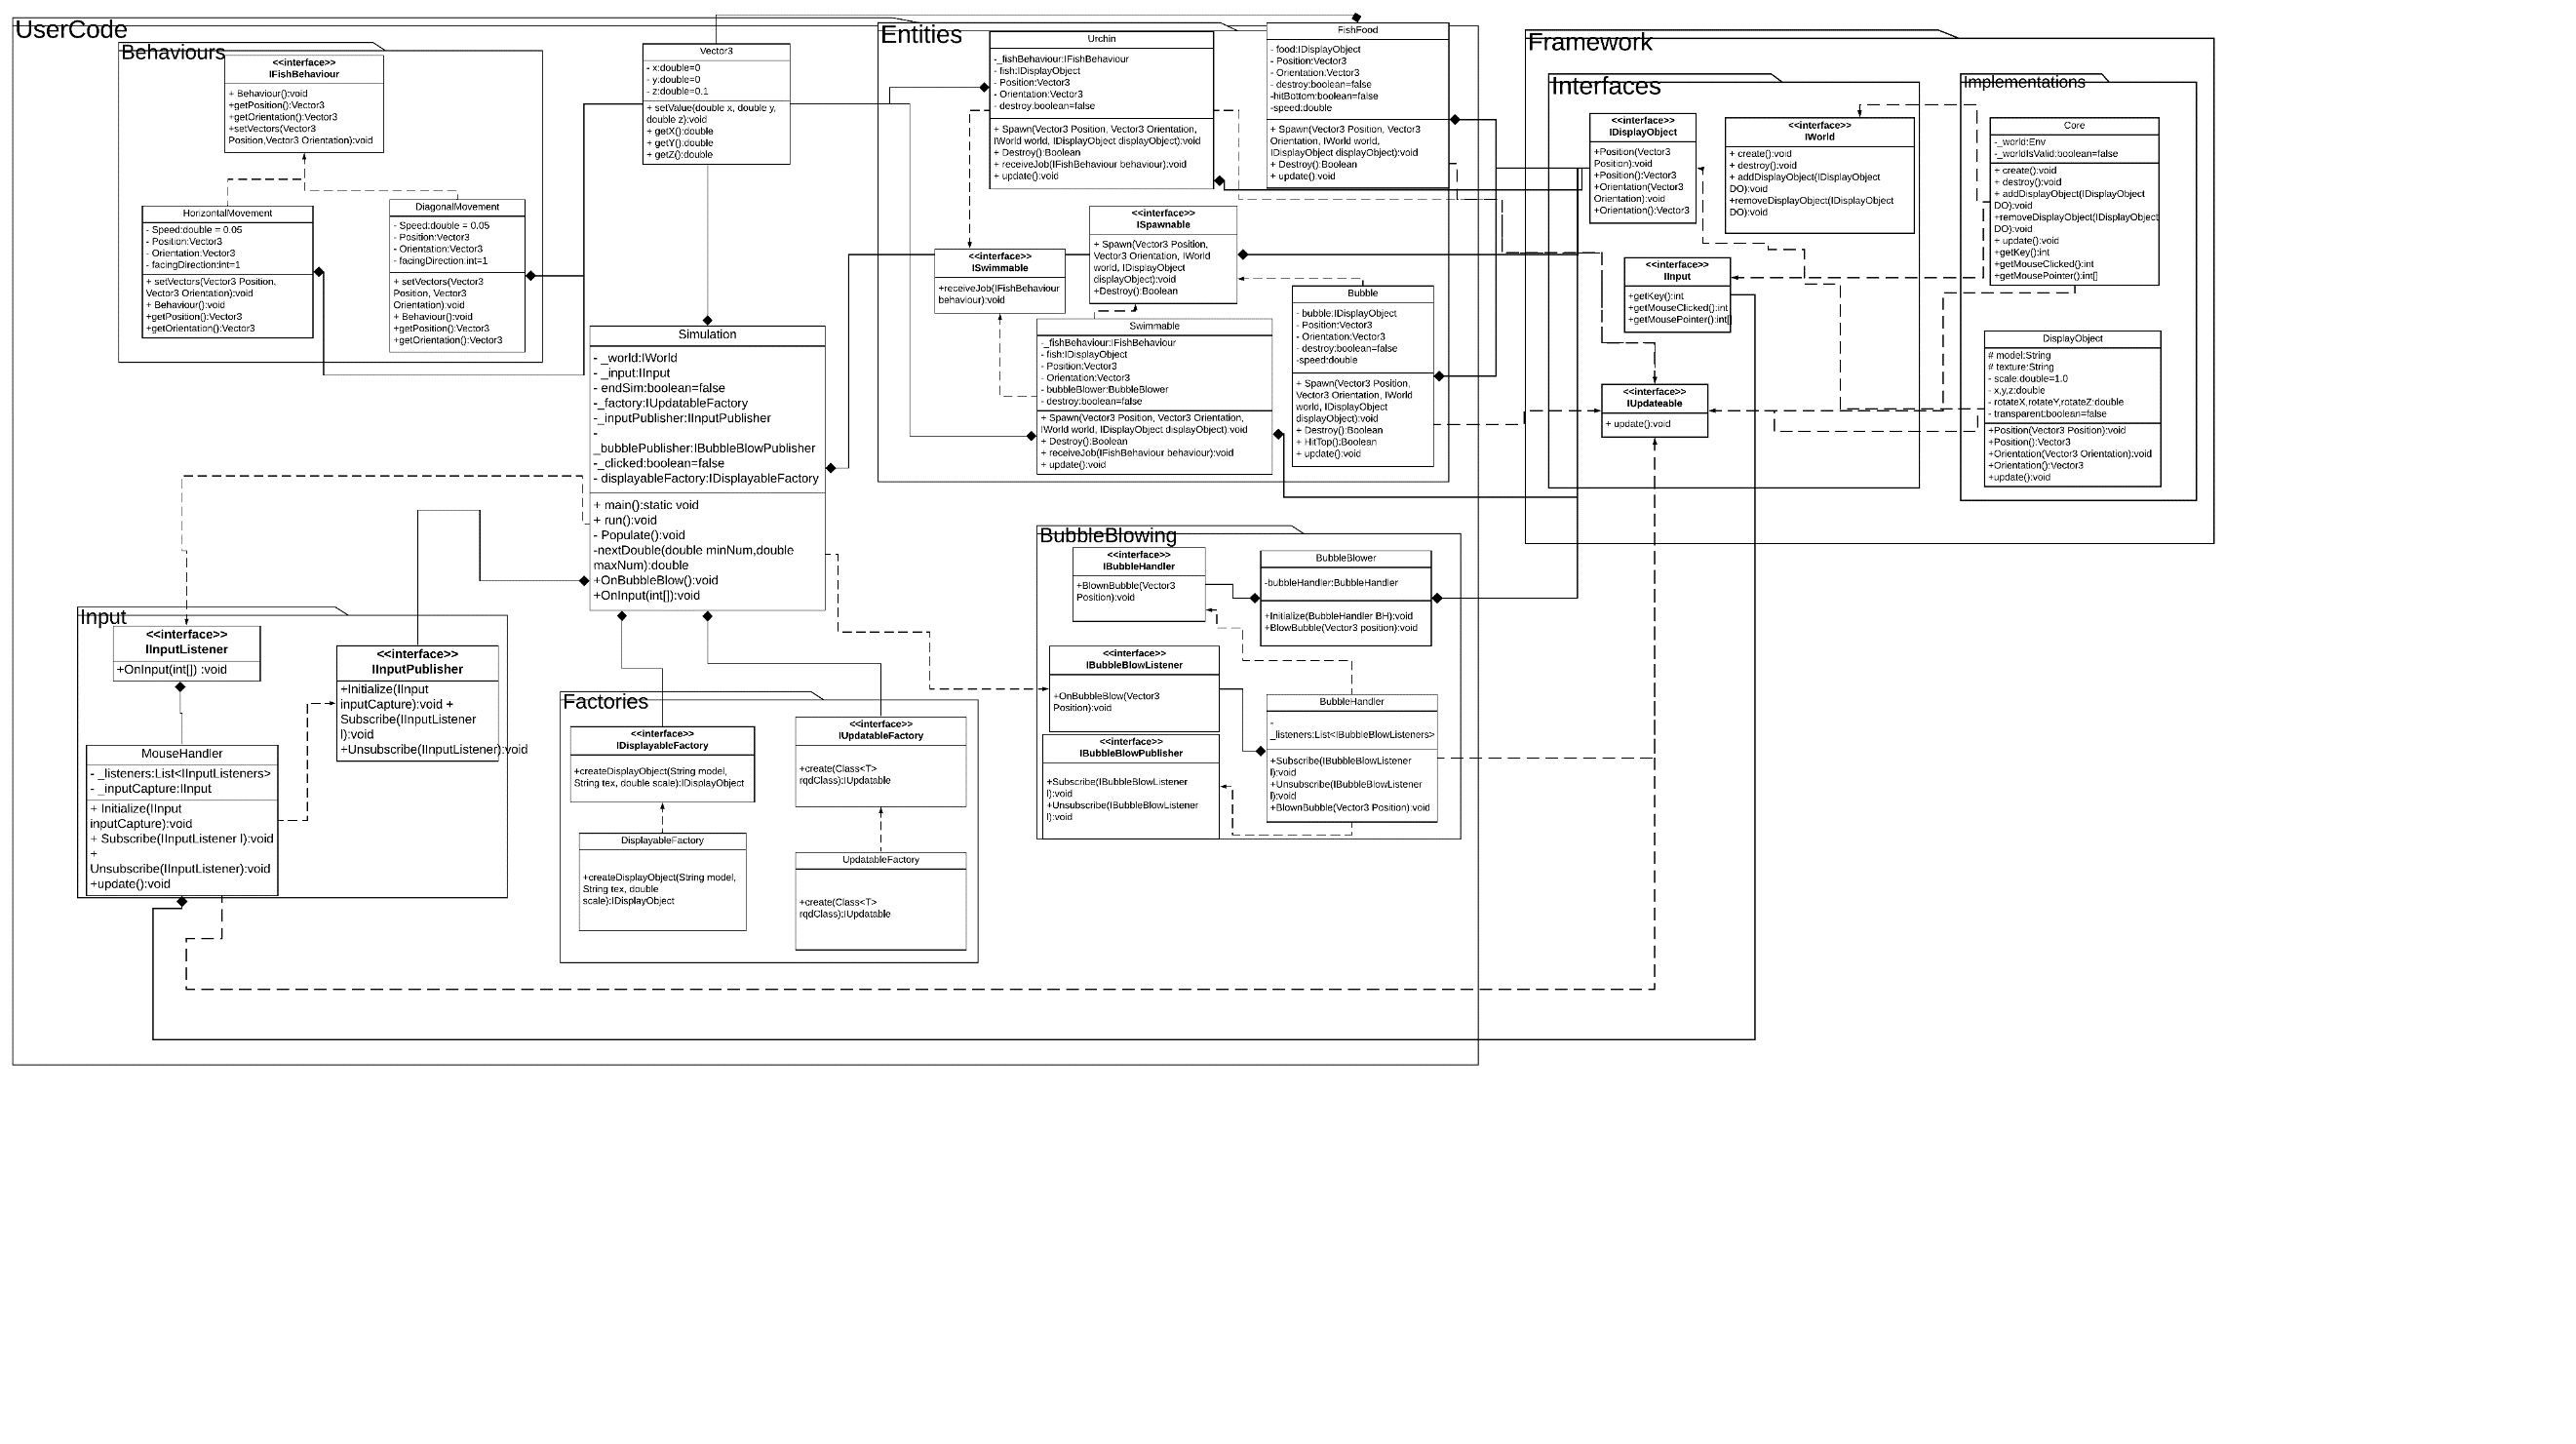 UserCode
Behaviours
<<interface>>
IFishBehaviour
+ Behaviour():void
+getPosition():Vector3
+getOrientation():Vector3
+setVectors(Vector3
Position,Vector3 Orientation):void
HorizontalMovement
- Speed:double = 0.05
- Position:Vector3
- Orientation:Vector3
- facingDirection:int=1
+ setVectors(Vector3 Position,
Vector3 Orientation):void
+ Behaviour():void
+getPosition():Vector3
+getOrientation():Vector3
DiagonalMovement
- Speed:double = 0.05
- Position:Vector3
- Orientation:Vector3
- facingDirection:int=1
+ setVectors(Vector3
Position, Vector3
Orientation):void
+ Behaviour():void
+getPosition():Vector3
+getOrientation():Vector3
Vector3
- x:double=0
- y:double=0
- z:double=0.1
+ setValue(double x, double y,
double z):void
+ getX():double
+ getY():double
+ getZ():double
Simulation
- _world:IWorld
- _input:IInput
- endSim:boolean=false
-_factory:IUpdatableFactory
-_inputPublisher:IInputPublisher
-
_bubblePublisher:IBubbleBlowPublisher
-_clicked:boolean=false
- displayableFactory:IDisplayableFactory
+ main():static void
+ run():void
- Populate():void
-nextDouble(double minNum,double
maxNum):double
+OnBubbleBlow():void
+OnInput(int[]):void
Entities
Urchin
-_fishBehaviour:IFishBehaviour
- fish:IDisplayObject
- Position:Vector3
- Orientation:Vector3
- destroy:boolean=false
+ Spawn(Vector3 Position, Vector3 Orientation,
IWorld world, IDisplayObject displayObject):void
+ Destroy():Boolean
+ receiveJob(IFishBehaviour behaviour):void
+ update():void
FishFood
- food:IDisplayObject
- Position:Vector3
- Orientation:Vector3
- destroy:boolean=false
-hitBottom:boolean=false
-speed:double
+ Spawn(Vector3 Position, Vector3
Orientation, IWorld world,
IDisplayObject displayObject):void
+ Destroy():Boolean
+ update():void
<<interface>>
ISpawnable
+ Spawn(Vector3 Position,
Vector3 Orientation, IWorld
world, IDisplayObject
displayObject):void
+Destroy():Boolean
<<interface>>
ISwimmable
+receiveJob(IFishBehaviour
behaviour):void
Swimmable
-_fishBehaviour:IFishBehaviour
- fish:IDisplayObject
- Position:Vector3
- Orientation:Vector3
- bubbleBlower:BubbleBlower
- destroy:boolean=false
+ Spawn(Vector3 Position, Vector3 Orientation,
IWorld world, IDisplayObject displayObject):void
+ Destroy():Boolean
+ receiveJob(IFishBehaviour behaviour):void
+ update():void
Bubble
- bubble:IDisplayObject
- Position:Vector3
- Orientation:Vector3
- destroy:boolean=false
-speed:double
+ Spawn(Vector3 Position,
Vector3 Orientation, IWorld
world, IDisplayObject
displayObject):void
+ Destroy():Boolean
+ HitTop():Boolean
+ update():void
Framework
Interfaces
<<interface>>
IDisplayObject
+Position(Vector3
Position):void
+Position():Vector3
+Orientation(Vector3
Orientation):void
+Orientation():Vector3
<<interface>>
IWorld
+ create():void
+ destroy():void
+ addDisplayObject(IDisplayObject
DO):void
+removeDisplayObject(IDisplayObject
DO):void
<<interface>>
IInput
+getKey():int
+getMouseClicked():int
+getMousePointer():int[]
<<interface>>
IUpdateable
+ update():void
Implementations
Core
-_world:Env
-_worldIsValid:boolean=false
+ create():void
+ destroy():void
+ addDisplayObject(IDisplayObject
DO):void
+removeDisplayObject(IDisplayObject
DO):void
+ update():void
+getKey():int
+getMouseClicked():int
+getMousePointer():int[]
DisplayObject
# model:String
# texture:String
- scale:double=1.0
- x,y,z:double
- rotateX,rotateY,rotateZ:double
- transparent:boolean=false
+Position(Vector3 Position):void
+Position():Vector3
+Orientation(Vector3 Orientation):void
+Orientation():Vector3
+update():void
Input
<<interface>>
IInputListener
+OnInput(int[]) :void
<<interface>>
IInputPublisher
+Initialize(IInput
inputCapture):void +
Subscribe(IInputListener
l):void
+Unsubscribe(IInputListener):void
MouseHandler
- _listeners:List<IInputListeners>
- _inputCapture:IInput
+ Initialize(IInput
inputCapture):void
+ Subscribe(IInputListener l):void
+
Unsubscribe(IInputListener):void
+update():void
Factories
<<interface>>
IDisplayableFactory
+createDisplayObject(String model,
String tex, double scale):IDisplayObject
<<interface>>
IUpdatableFactory
+create(Class<T>
rqdClass):IUpdatable
DisplayableFactory
+createDisplayObject(String model,
String tex, double
scale):IDisplayObject
UpdatableFactory
+create(Class<T>
rqdClass):IUpdatable
BubbleBlowing
<<interface>>
IBubbleHandler
+BlownBubble(Vector3
Position):void
BubbleBlower
-bubbleHandler:BubbleHandler
+Initialize(BubbleHandler BH):void
+BlowBubble(Vector3 position):void
<<interface>>
IBubbleBlowListener
+OnBubbleBlow(Vector3
Position):void
<<interface>>
IBubbleBlowPublisher
+Subscribe(IBubbleBlowListener
l):void
+Unsubscribe(IBubbleBlowListener
l):void
BubbleHandler
-
_listeners:List<IBubbleBlowListeners>
+Subscribe(IBubbleBlowListener
l):void
+Unsubscribe(IBubbleBlowListener
l):void
+BlownBubble(Vector3 Position):void